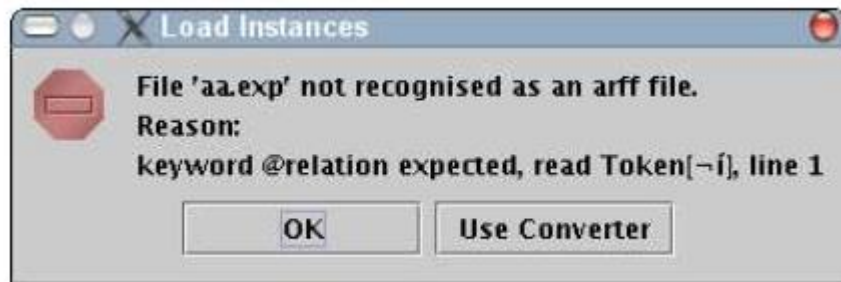 Load Instances
File 'aa.exp' not recognised as an arff file.
Reason:
keyword @relation expected, read Token[¬í], line 1
OK
Use Converter